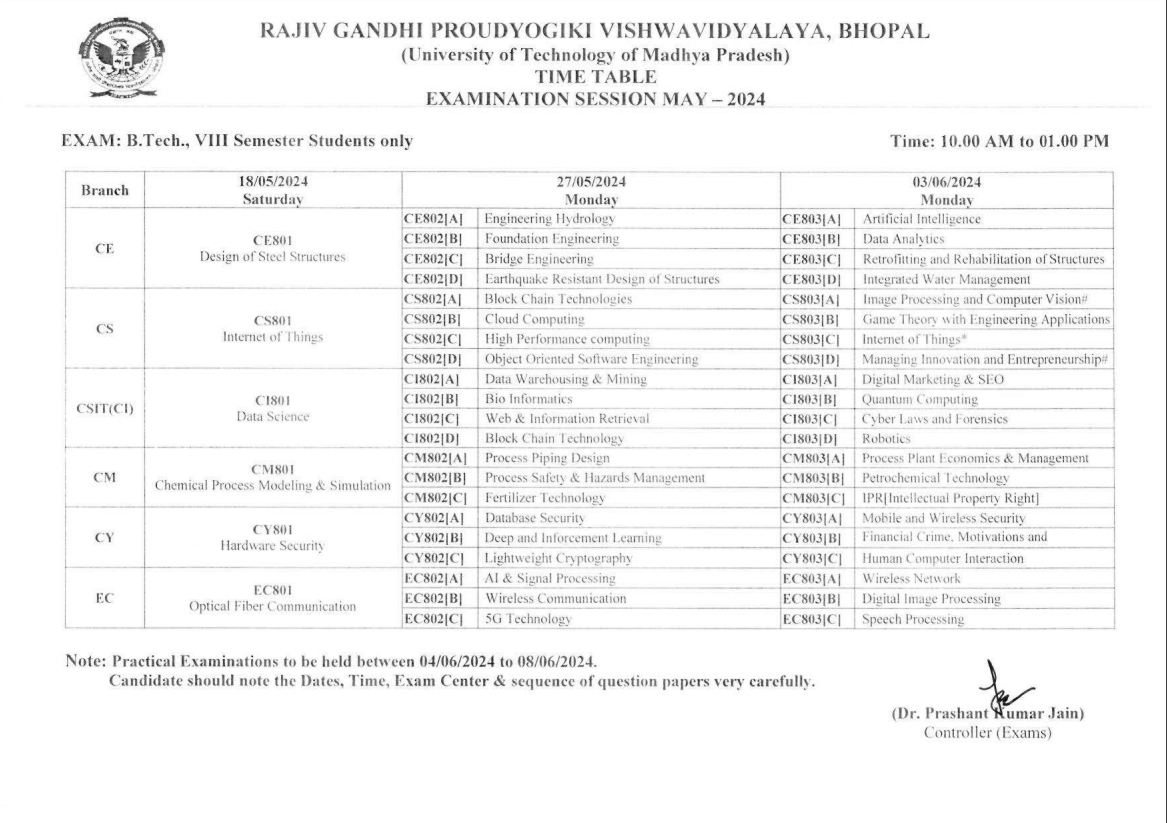 RAJIV GANDHI PROUDYOGIKI VISHWAVIDYALAYA, BHOPAL
(University of Technology of Madhya Pradesh)
TIME TABLE
EXAMINATION SESSION MAY – 2024
EXAM: B.Tech., VIII Semester Students only Time: 10.00 AM to 01.00 PM
Branch 18/05/2024 Saturday 27/05/2024 Monday 03/06/2024 Monday
CE CE801 Design of Steel Structures
CE802[A] Engineering Hydrology CE803[A] Artificial Intelligence
CE802[B] Foundation Engineering CE803[B] Data Analytics
CE802[C] Bridge Engineering CE803[C] Retrofitting and Rehabilitation of Structures
CE802[D] Earthquake Resistant Design of Structures CE803[D] Integrated Water Management
CS CS801 Internet of Things
CS802[A] Block Chain Technologies CS803[A] Image Processing and Computer Vision#
CS802[B] Cloud Computing CS803[B] Game Theory with Engineering Applications
CS802[C] High Performance computing CS803[C] Internet of Things*
CS802[D] Object Oriented Software Engineering CS803[D] Managing Innovation and Entrepreneurship#
CSIT(CI) CI801 Data Science
CI802[A] Data Warehousing & Mining CI803[A] Digital Marketing & SEO
CI802[B] Bio Informatics CI803[B] Quantum Computing
CI802[C] Web & Information Retrieval CI803[C] Cyber Laws and Forensics
CI802[D] Block Chain Technology CI803[D] Robotics
CM CM801 Chemical Process Modeling & Simulation
CM802[A] Process Piping Design CM803[A] Process Plant Economics & Management
CM802[B] Process Safety & Hazards Management CM803[B] Petrochemical Technology
CM802[C] Fertilizer Technology CM803[C] IPR[Intellectual Property Right]
CY CY801 Hardware Security
CY802[A] Database Security CY803[A] Mobile and Wireless Security
CY802[B] Deep and Inforcement Learning CY803[B] Financial Crime, Motivations and
CY802[C] Lightweight Cryptography CY803[C] Human Computer Interaction
EC EC801 Optical Fiber Communication
EC802[A] AI & Signal Processing EC803[A] Wireless Network
EC802[B] Wireless Communication EC803[B] Digital Image Processing
EC802[C] 5G Technology EC803[C] Speech Processing
Note: Practical Examinations to be held between 04/06/2024 to 08/06/2024.
Candidate should note the Dates, Time, Exam Center & sequence of question papers very carefully.
(Dr. Prashant Kumar Jain)
Controller (Exams)